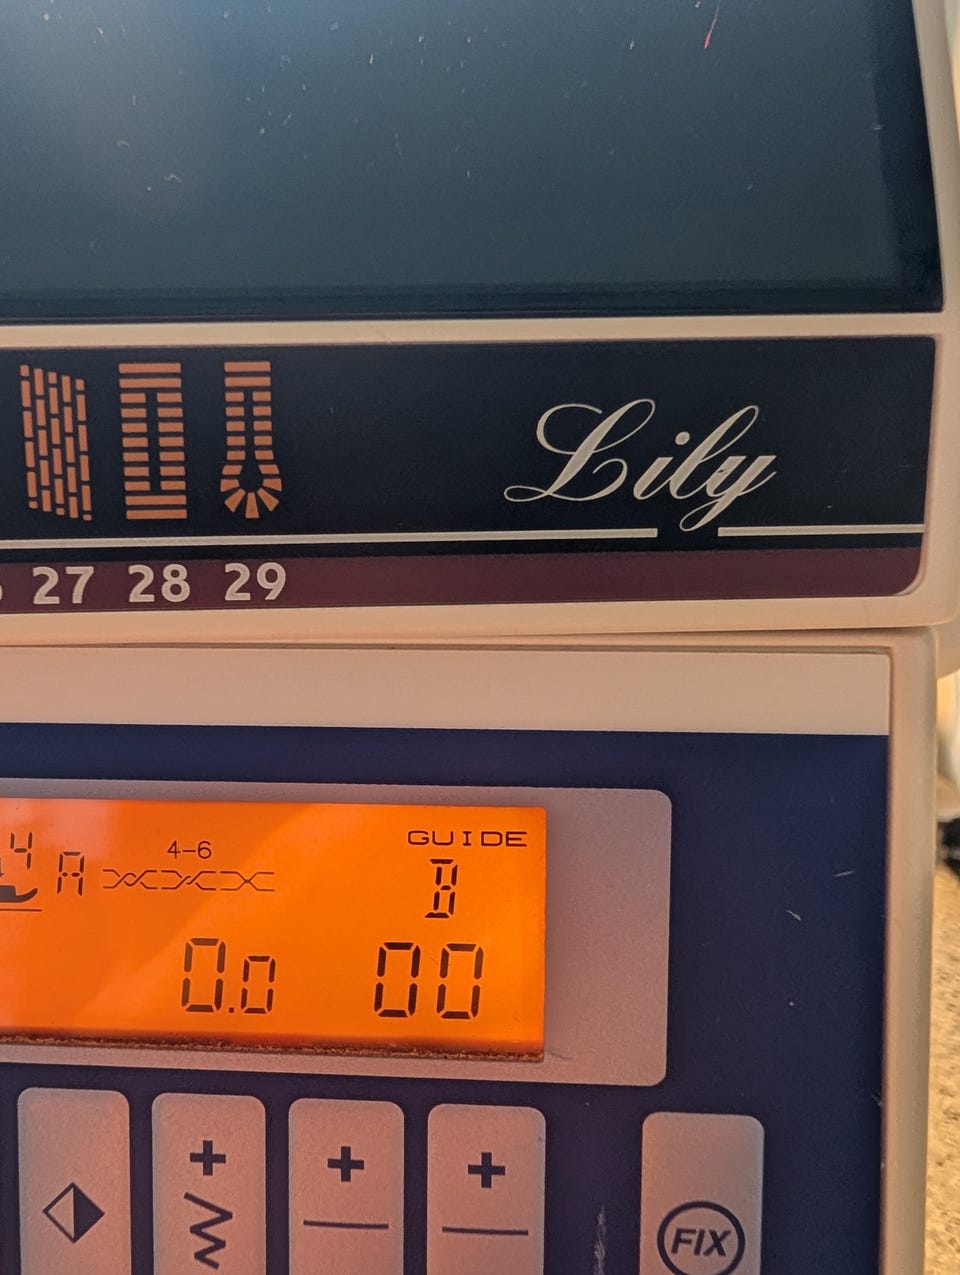 Lily
27 28 29
GUIDE
4-6
4 A B
0.0 00
+ + +
FIX